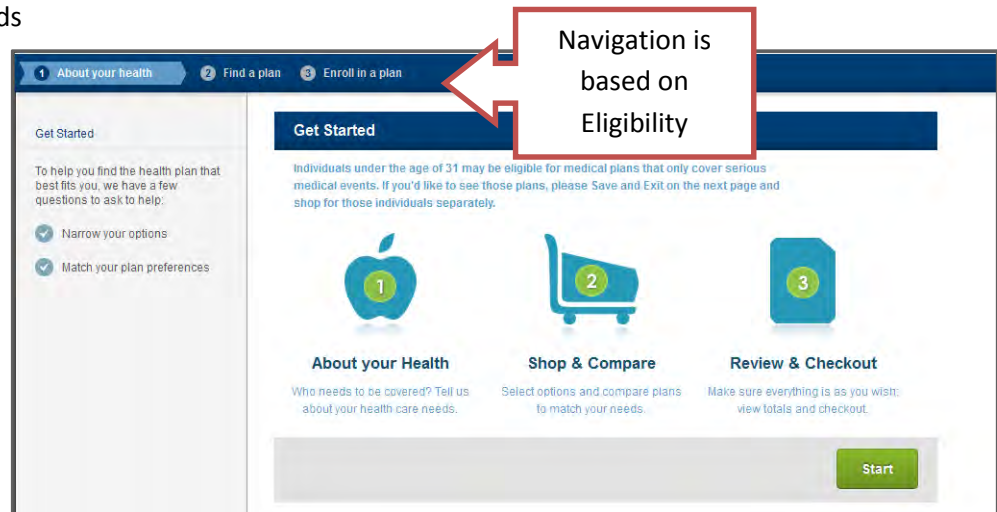 ds
Navigation is
based on
Eligibility
1 About your health 2 Find a plan 3 Enroll in a plan
Get Started
To help you find the health plan that
best fits you, we have a few
questions to ask to help:
Narrow your options
Match your plan preferences
Get Started
Individuals under the age of 31 may be eligible for medical plans that only cover serious
medical events. If you'd like to see those plans, please Save and Exit on the next page and
shop for those individuals separately.
1 2 3
About your Health Shop & Compare Review & Checkout
Who needs to be covered? Tell us Select options and compare plans Make sure everything is as you wish;
about your health care needs. to match your needs. view totals and checkout.
Start